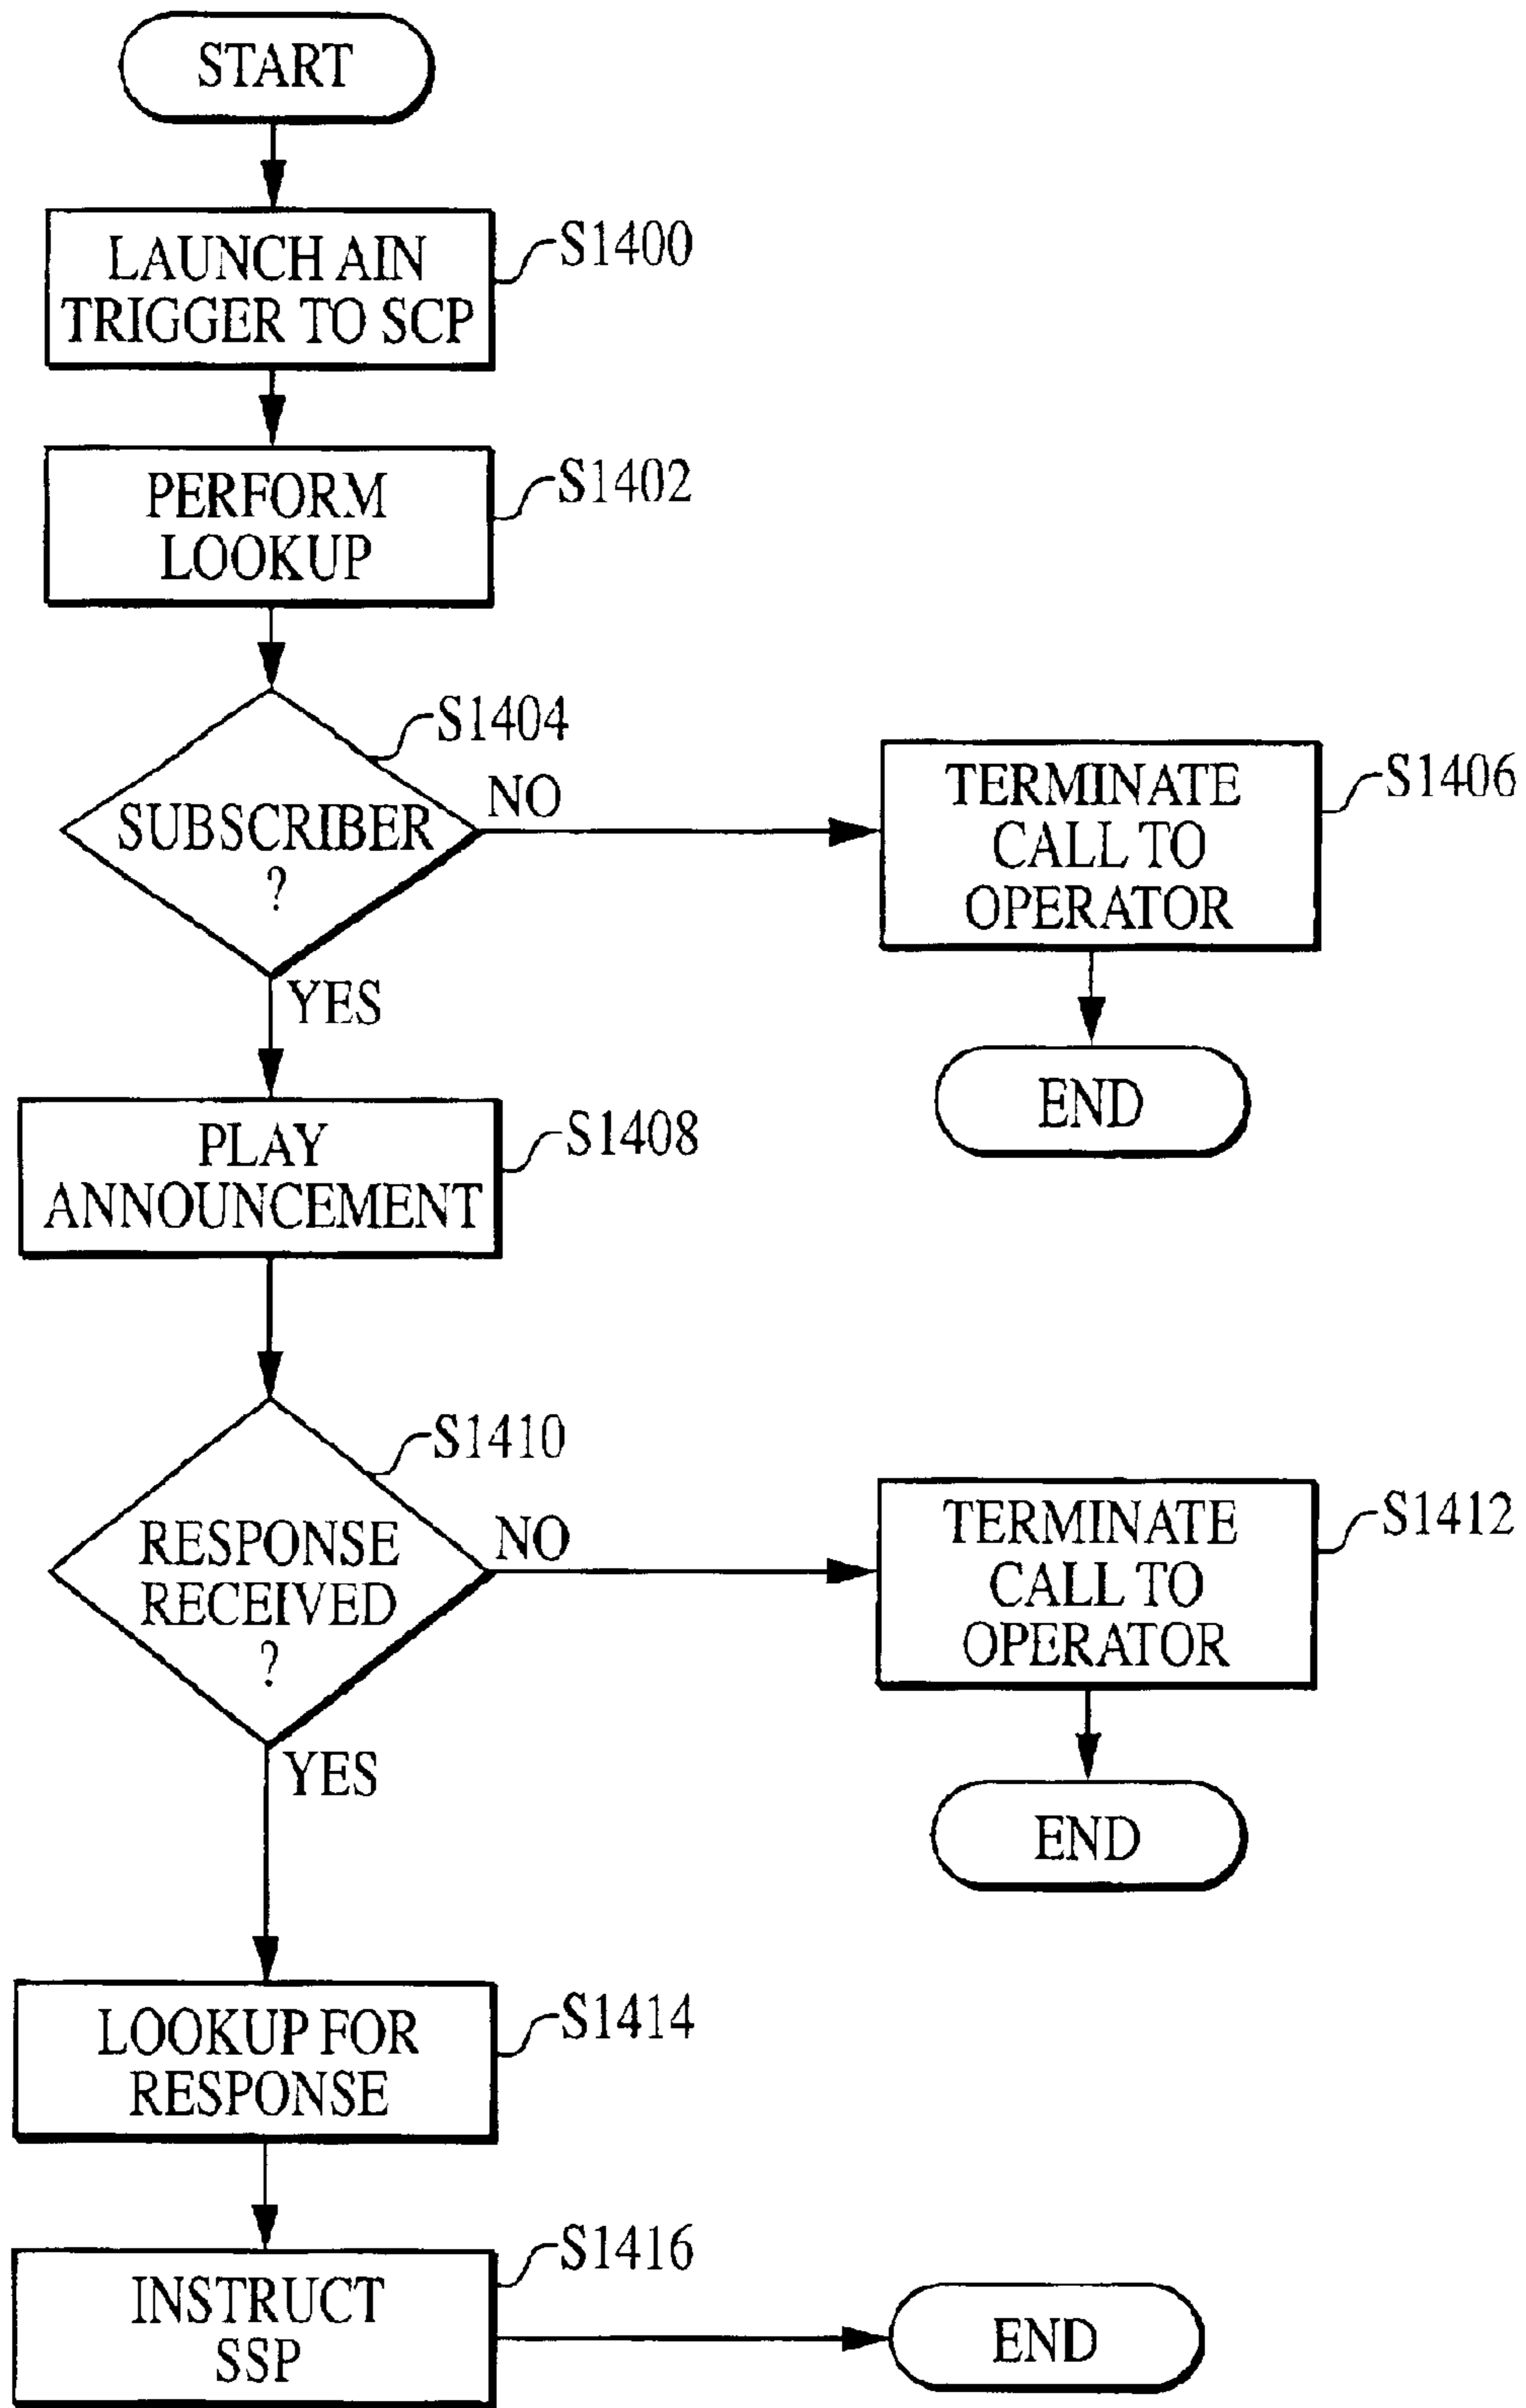 START
LAUNCH AIN
TRIGGER TO SCP
S1400
PERFORM
LOOKUP
S1402
SUBSCRIBER
?
S1404
NO
TERMINATE
CALL TO
OPERATOR
S1406
END
YES
PLAY
ANNOUNCEMENT
S1408
RESPONSE
RECEIVED
?
S1410
NO
TERMINATE
CALL TO
OPERATOR
S1412
END
YES
LOOKUP FOR
RESPONSE
S1414
INSTRUCT
SSP
S1416
END